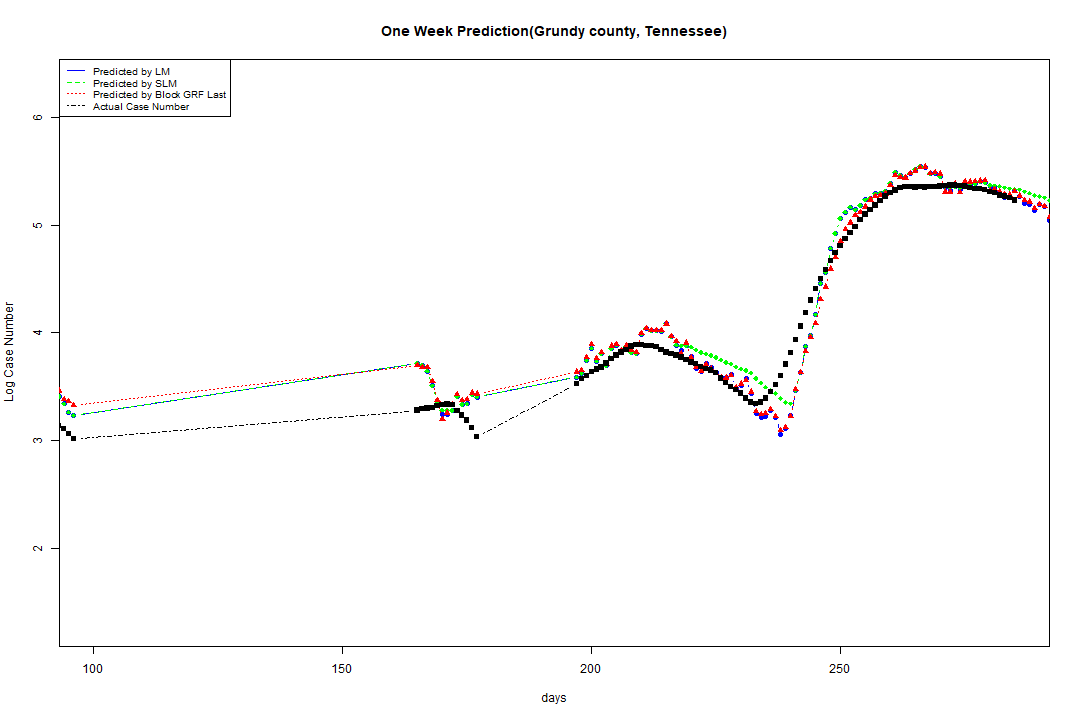 One Week Prediction(Grundy county, Tennessee)
Predicted by LM
Predicted by SLM
Predicted by Block GRF Last
Actual Case Number
6
5
4
3
2
Log Case Number
100 150 200 250
days